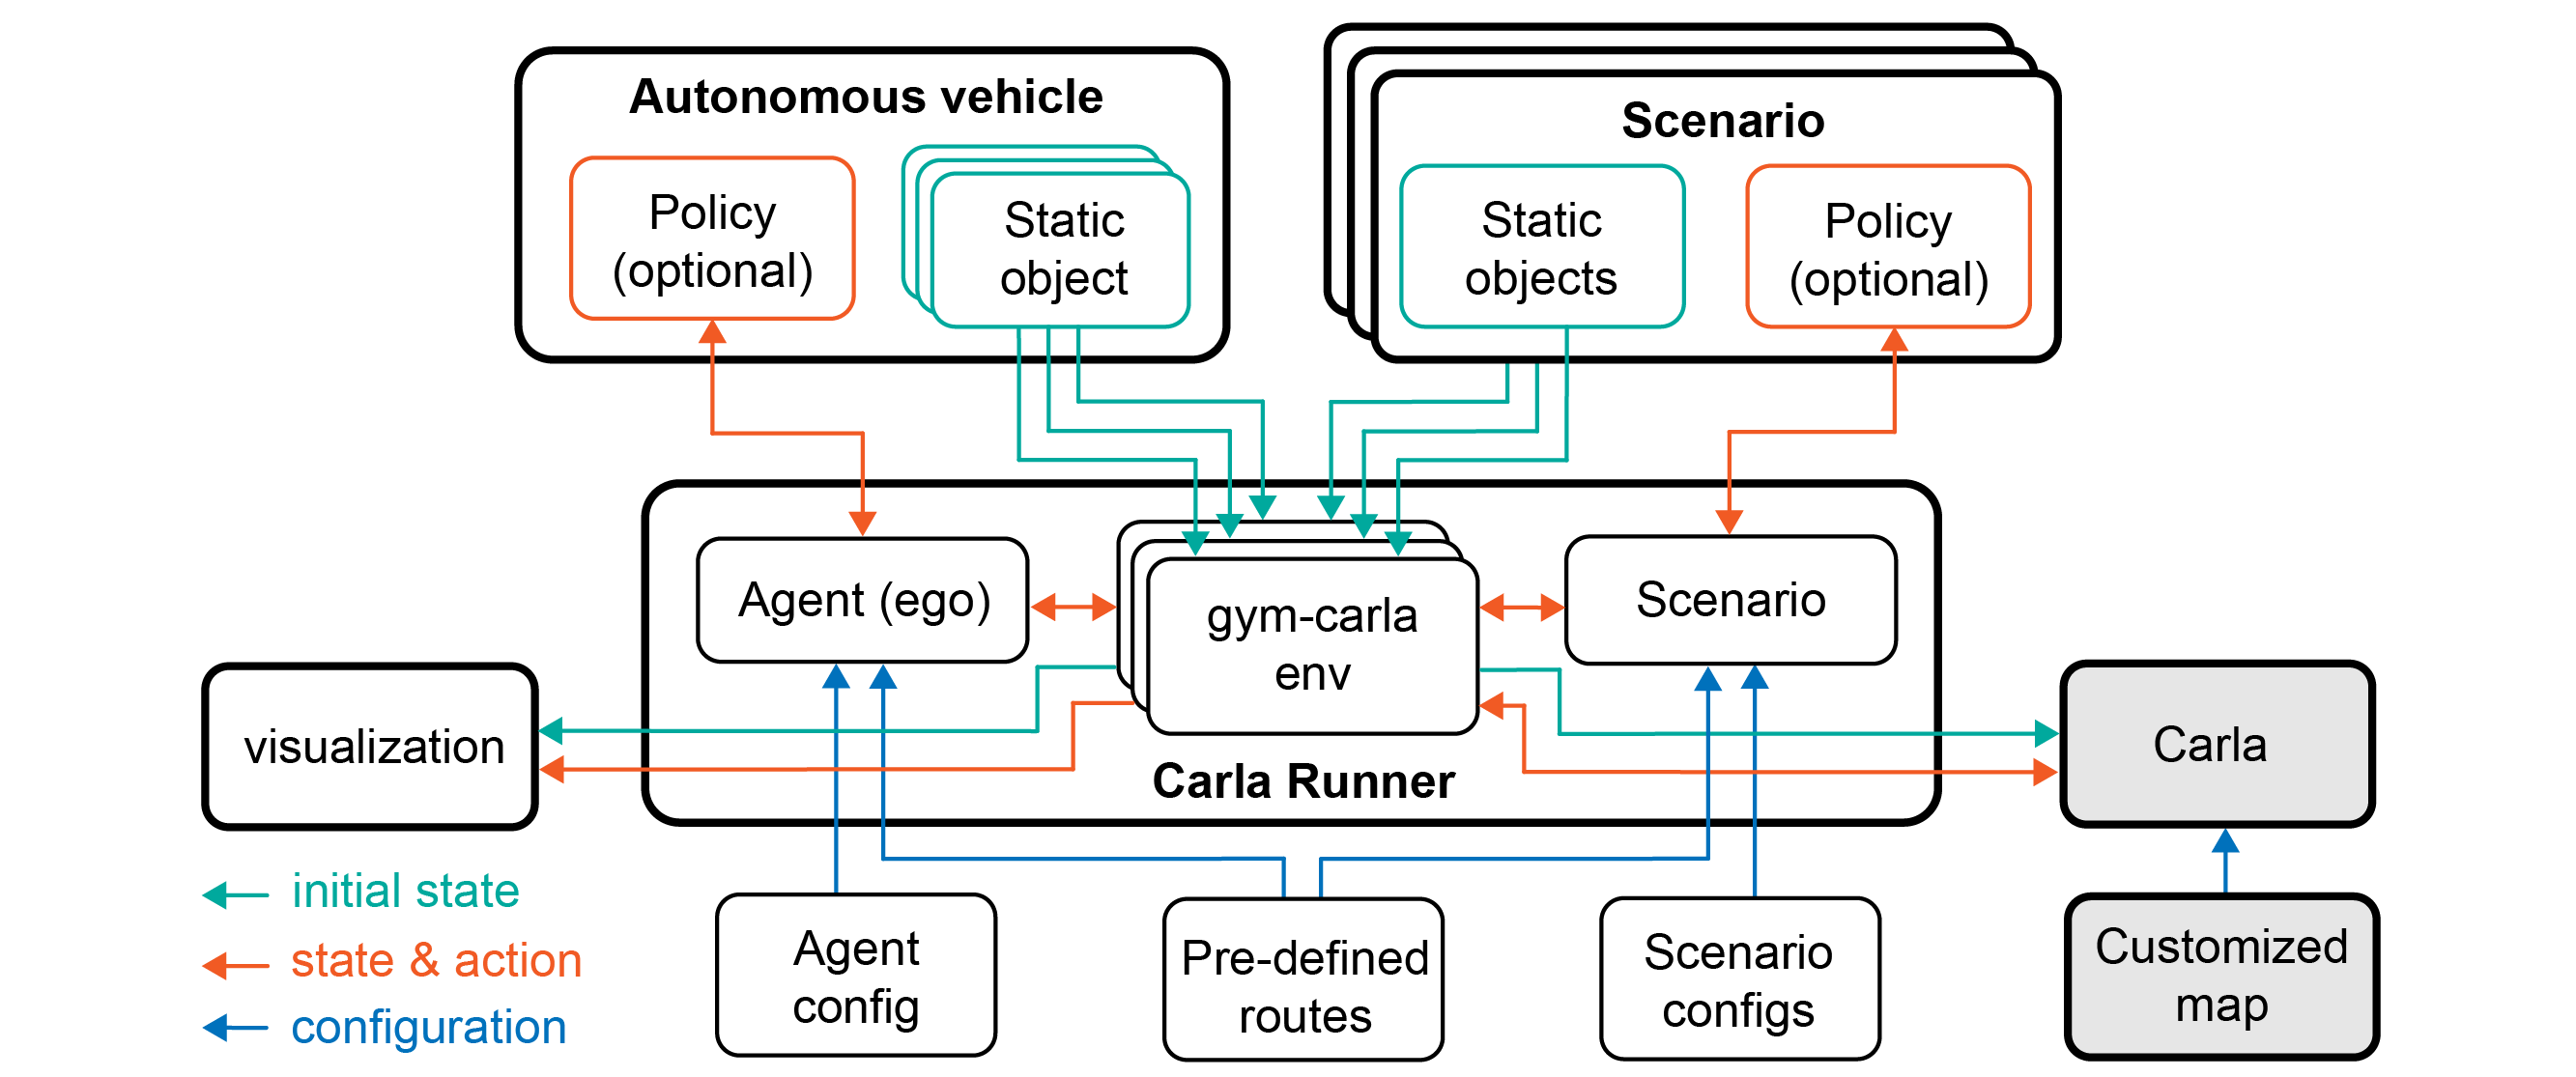 Autonomous vehicle
Policy
(optional)
Static
object
Scenario
Static
objects
Policy
(optional)
Agent (ego)
gym-carla
env
Scenario
Carla Runner
visualization
Carla
initial state
state & action
configuration
Agent
config
Pre-defined
routes
Scenario
configs
Customized
map